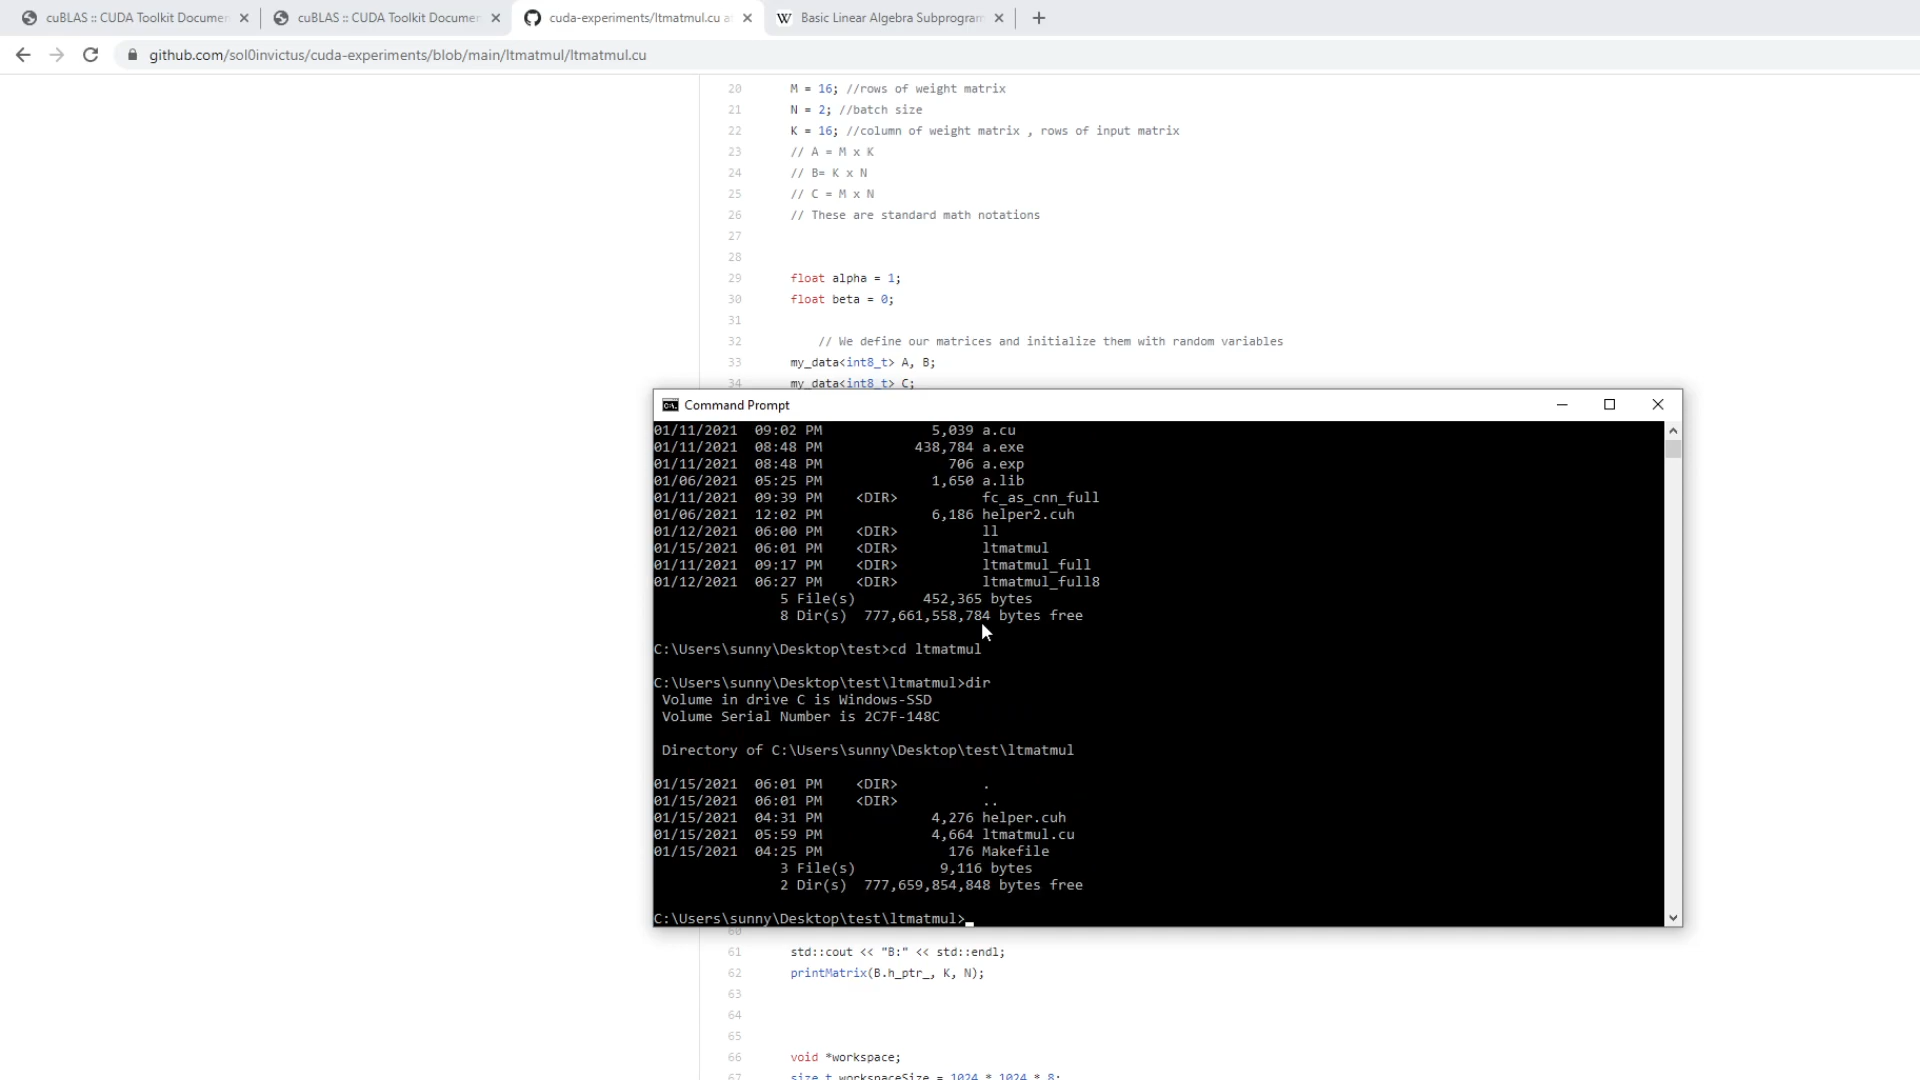 cuBLAS :: CUDA Toolkit Documen
cuBLAS :: CUDA Toolkit Documen
cuda-experiments/ltmatmul.cu at
Basic Linear Algebra Subprogram
github.com/sol0invictus/cuda-experiments/blob/main/ltmatmul/ltmatmul.cu
20 M = 16; //rows of weight matrix
21 N = 2; //batch size
22 K = 16; //column of weight matrix , rows of input matrix
23 // A = M x K
24 // B= K x N
25 // C = M x N
26 // These are standard math notations
27
28
29 float alpha = 1;
30 float beta = 0;
31
32 // We define our matrices and initialize them with random variables
33 my_data<int8_t> A, B;
34 my_data<int8_t> C;
Command Prompt
01/11/2021 09:02 PM 5,039 a.cu
01/11/2021 08:48 PM 438,784 a.exe
01/11/2021 08:48 PM 706 a.exp
01/06/2021 05:25 PM 1,650 a.lib
01/11/2021 09:39 PM <DIR> fc_as_cnn_full
01/06/2021 12:02 PM 6,186 helper2.cuh
01/12/2021 06:00 PM <DIR> ll
01/15/2021 06:01 PM <DIR> ltmatmul
01/11/2021 09:17 PM <DIR> ltmatmul_full
01/12/2021 06:27 PM <DIR> ltmatmul_full8
5 File(s) 452,365 bytes
8 Dir(s) 777,661,558,784 bytes free
C:\Users\sunny\Desktop\test>cd ltmatmul
C:\Users\sunny\Desktop\test\ltmatmul>dir
Volume in drive C is Windows-SSD
Volume Serial Number is 2C7F-148C
Directory of C:\Users\sunny\Desktop\test\ltmatmul
01/15/2021 06:01 PM <DIR> .
01/15/2021 06:01 PM <DIR> ..
01/15/2021 04:31 PM 4,276 helper.cuh
01/15/2021 05:59 PM 4,664 ltmatmul.cu
01/15/2021 04:25 PM 176 Makefile
3 File(s) 9,116 bytes
2 Dir(s) 777,659,854,848 bytes free
C:\Users\sunny\Desktop\test\ltmatmul>_
60
61 std::cout << "B:" << std::endl;
62 printMatrix(B.h_ptr_, K, N);
63
64
65
66 void *workspace;
67 size_t workspaceSize = 1024 * 1024 * 8;